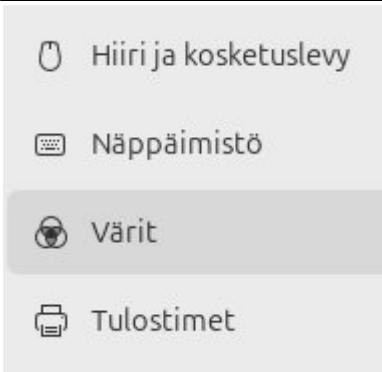 Hiiri ja kosketuslevy
Näppäimistö
Värit
Tulostimet